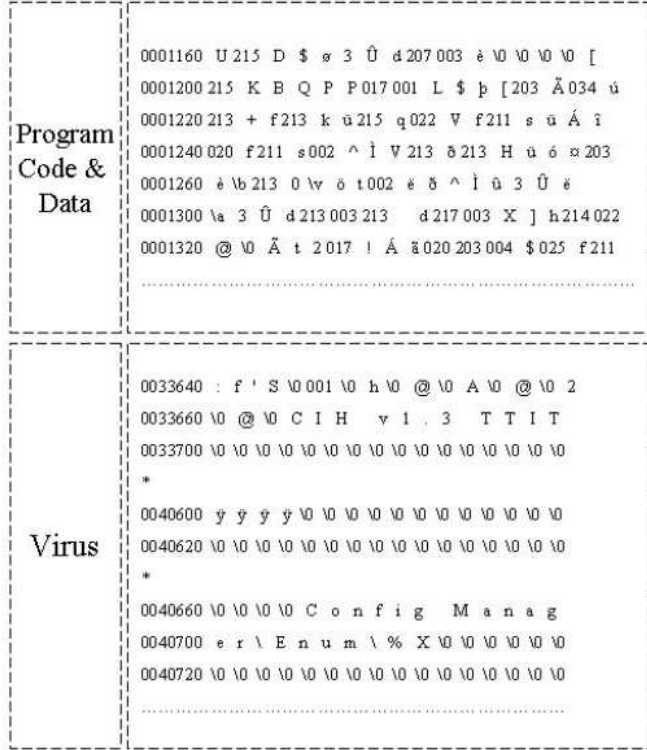 Program
Code &
Data
0001160 U 215 D $ ø 3 Û d 207 003 è \0 \0 \0 \0 [
0001200 215 K B Q P P 017 001 L $ þ [ 203 Ã 034 ú
0001220 213 + f 213 k ü 215 q 022 V f 211 s ü Á î
0001240 020 f 211 s 002 ^ Ì V 213 ð 213 H ü ó ¤ 203
0001260 è \b 213 0 \v ö t 002 ë ð ^ Ì û 3 Û ë
0001300 \a 3 Û d 213 003 213 d 217 003 X ] h 214 022
0001320 @ \0 Ã t 2 017 ! Á ã 020 203 004 $ 025 f 211
Virus
0033640 : f ' S \0 001 \0 h \0 @ \0 A \0 @ \0 2
0033660 \0 @ \0 C I H v 1 . 3 T T I T
0033700 \0 \0 \0 \0 \0 \0 \0 \0 \0 \0 \0 \0 \0 \0 \0 \0
*
0040600 ÿ ÿ ÿ ÿ \0 \0 \0 \0 \0 \0 \0 \0 \0 \0 \0 \0
0040620 \0 \0 \0 \0 \0 \0 \0 \0 \0 \0 \0 \0 \0 \0 \0 \0
*
0040660 \0 \0 \0 \0 C o n f i g M a n a g
0040700 e r \ E n u m \ % X \0 \0 \0 \0 \0 \0
0040720 \0 \0 \0 \0 \0 \0 \0 \0 \0 \0 \0 \0 \0 \0 \0 \0